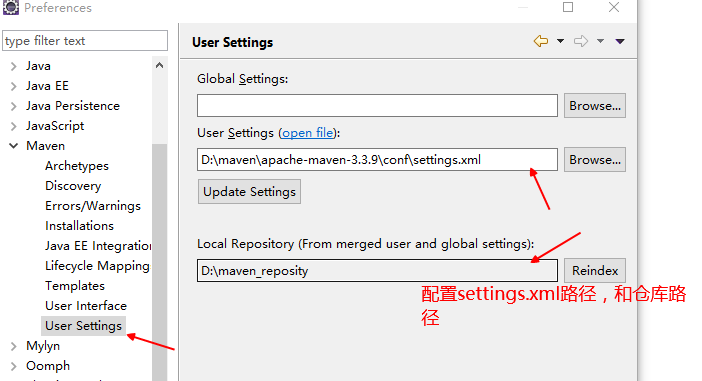 Preferences
type filter text
Java
Java EE
Java Persistence
JavaScript
Maven
Archetypes
Discovery
Errors/Warnings
Installations
Java EE Integration
Lifecycle Mapping
Templates
User Interface
User Settings
Mylyn
Oomph
User Settings
Global Settings:
Browse...
User Settings (open file):
D:\maven\apache-maven-3.3.9\conf\settings.xml
Browse...
Update Settings
Local Repository (From merged user and global settings):
D:\maven_reposity
Reindex
配置settings.xml路径，和仓库路
径